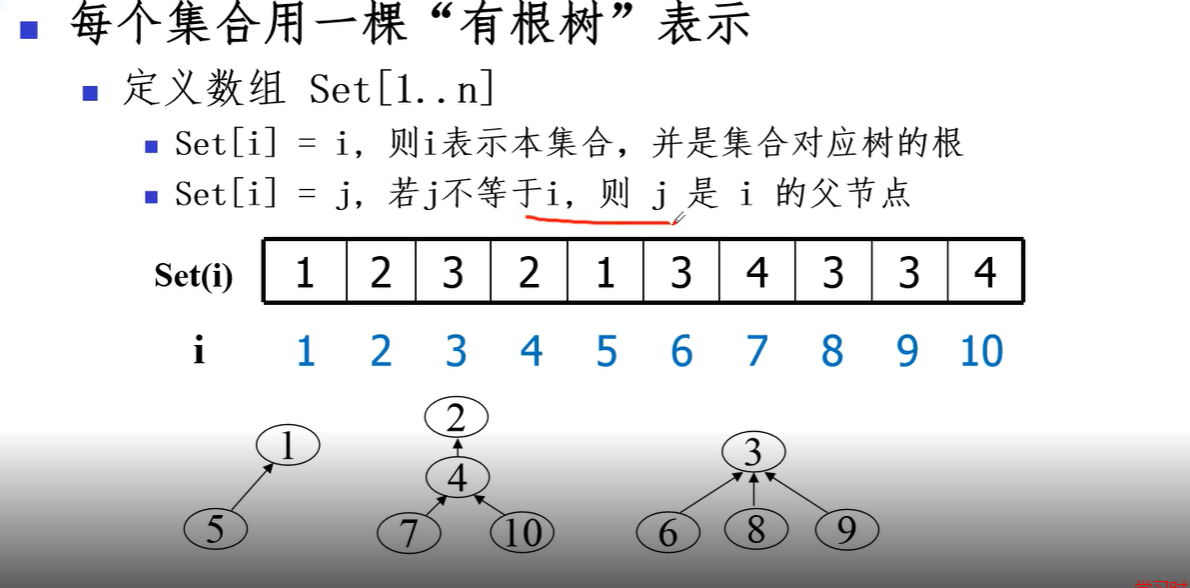 每个集合用一棵“有根树”表示
定义数组 Set[1..n]
Set[i] = i, 则i表示本集合，并是集合对应树的根
Set[i] = j, 若j不等于i, 则 j 是 i 的父节点
Set(i) 1 2 3 2 1 3 4 3 3 4
i 1 2 3 4 5 6 7 8 9 10
2
1 3
4
5 7 10 6 8 9